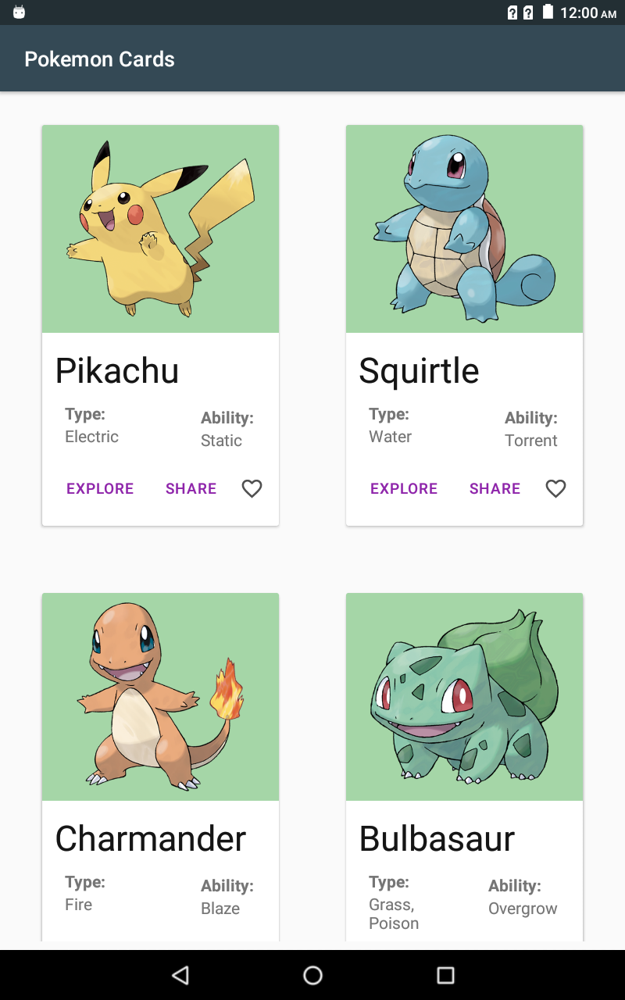 12:00 AM
Pokemon Cards
Pikachu
Type:
Electric
Ability:
Static
EXPLORE
SHARE
Squirtle
Type:
Water
Ability:
Torrent
EXPLORE
SHARE
Charmander
Type:
Fire
Ability:
Blaze
Bulbasaur
Type:
Grass,
Poison
Ability:
Overgrow